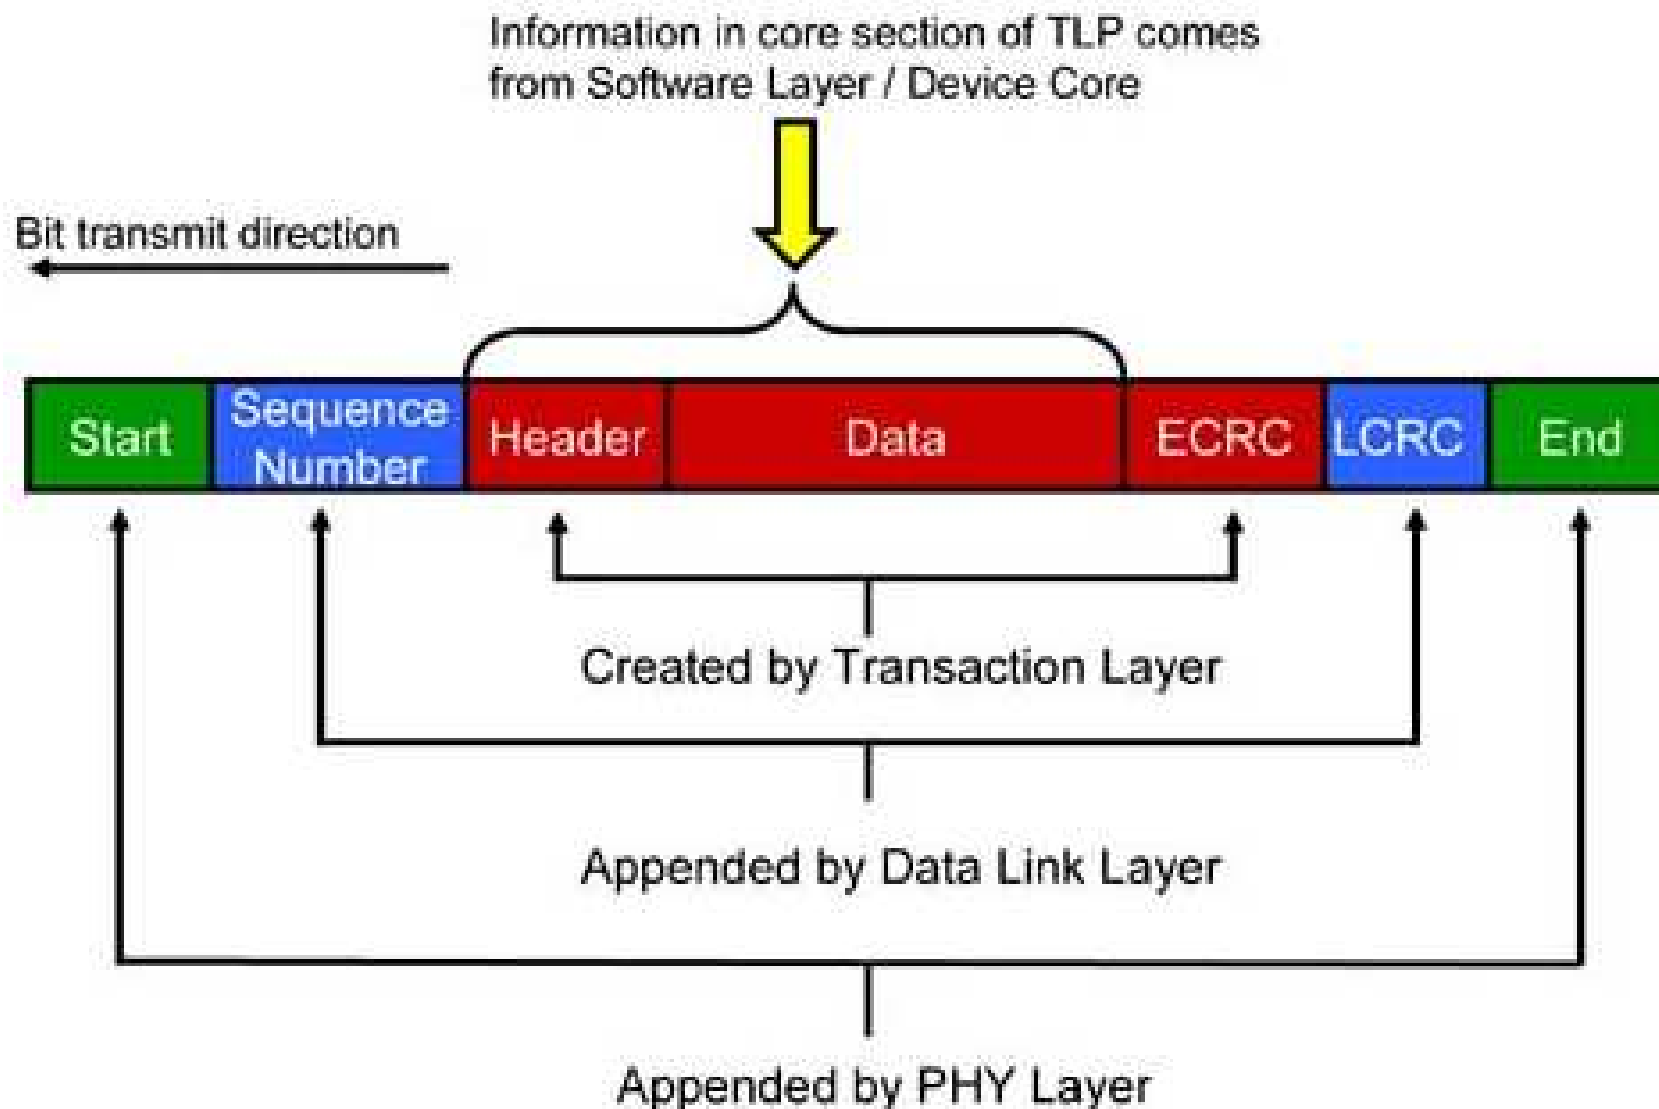 Information in core section of TLP comes
from Software Layer / Device Core
Bit transmit direction
Start
Sequence
Number
Header
Data
ECRC
LCRC
End
Created by Transaction Layer
Appended by Data Link Layer
Appended by PHY Layer